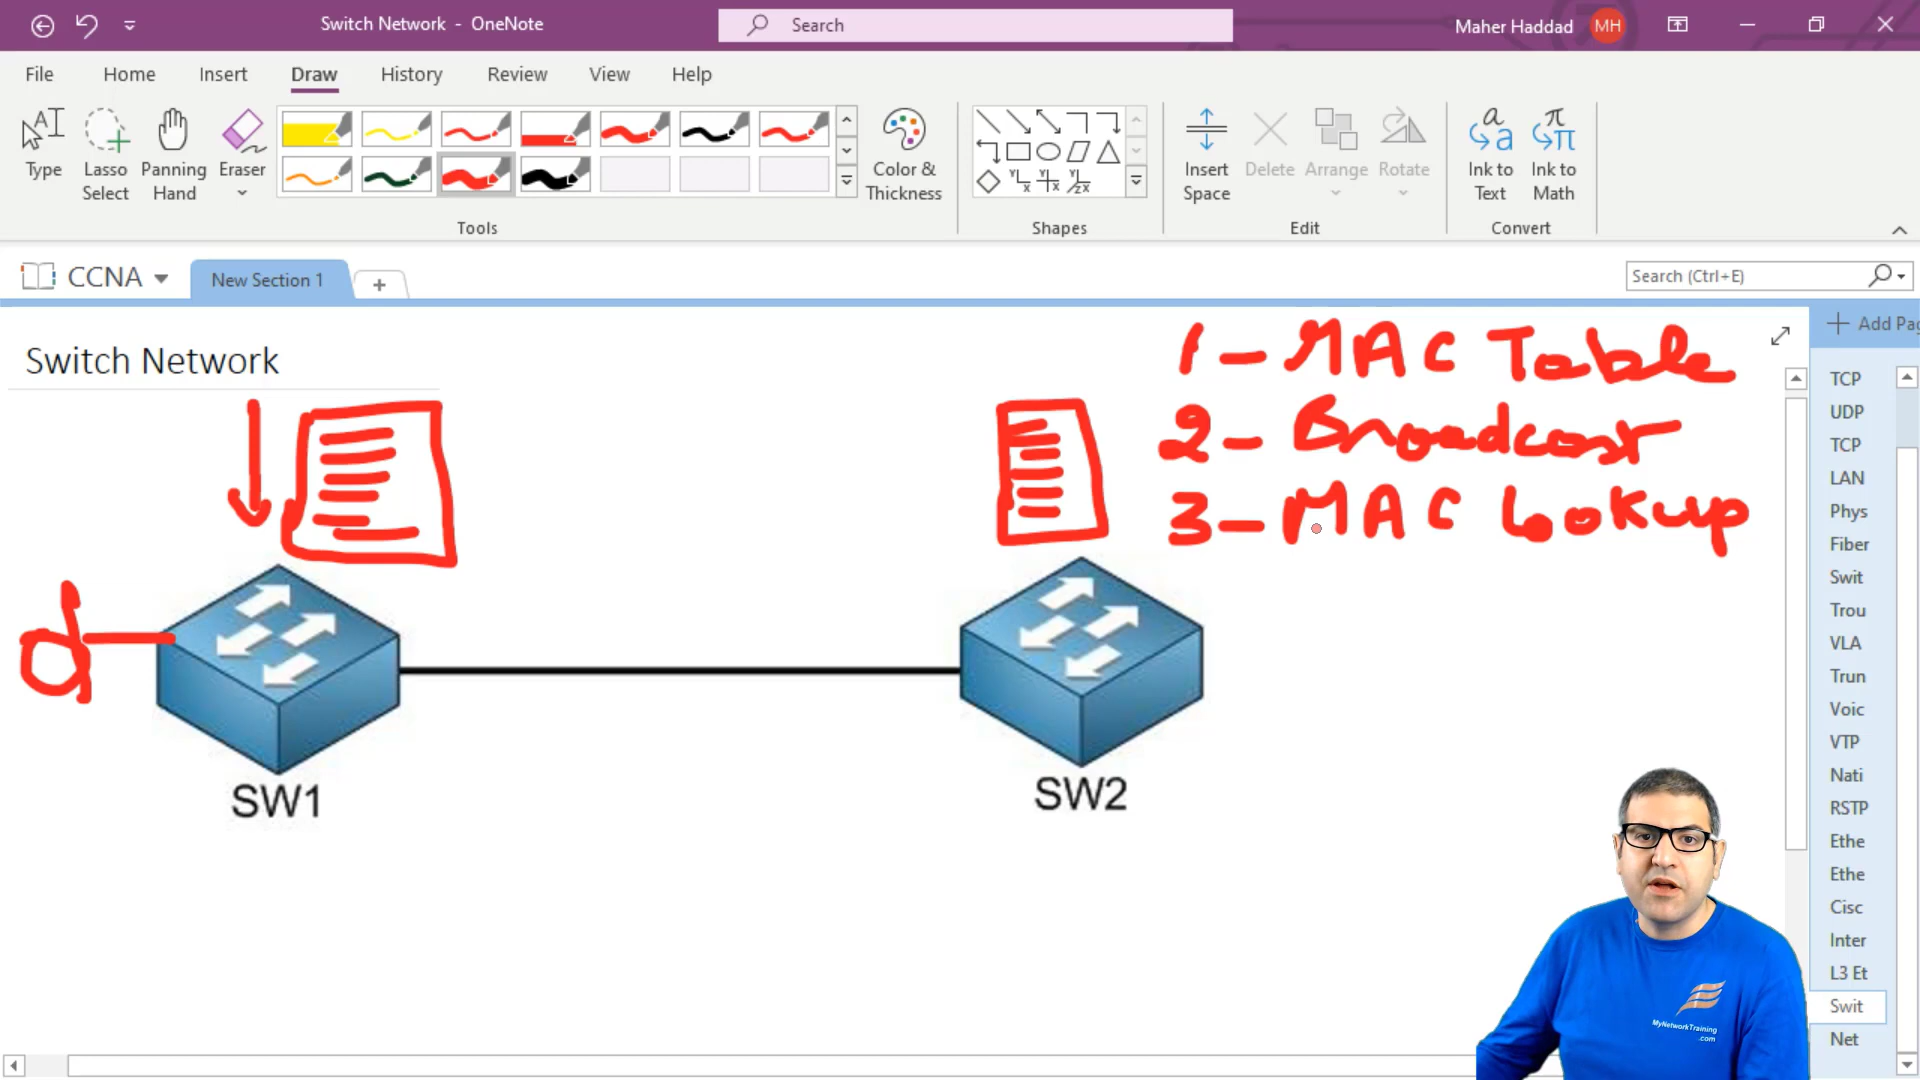 Switch Network - OneNote
Search
Maher Haddad
MH
File
Home
Insert
Draw
History
Review
View
Help
Type
Lasso Select
Panning Hand
Eraser
Color & Thickness
Insert Space
Delete
Arrange
Rotate
Ink to Text
Ink to Math
Tools
Shapes
Edit
Convert
CCNA
New Section 1
Search (Ctrl+E)
Add Pag
Switch Network
1 - MAC Table
2 - Broadcast
3 - MAC Lookup
d
SW1
SW2
TCP
UDP
TCP
LAN
Phys
Fiber
Swit
Trou
VLA
Trun
Voic
VTP
Nati
RSTP
Ethe
Ethe
Cisc
Inter
L3 Et
Swit
Net
MyNetworkTraining
.com